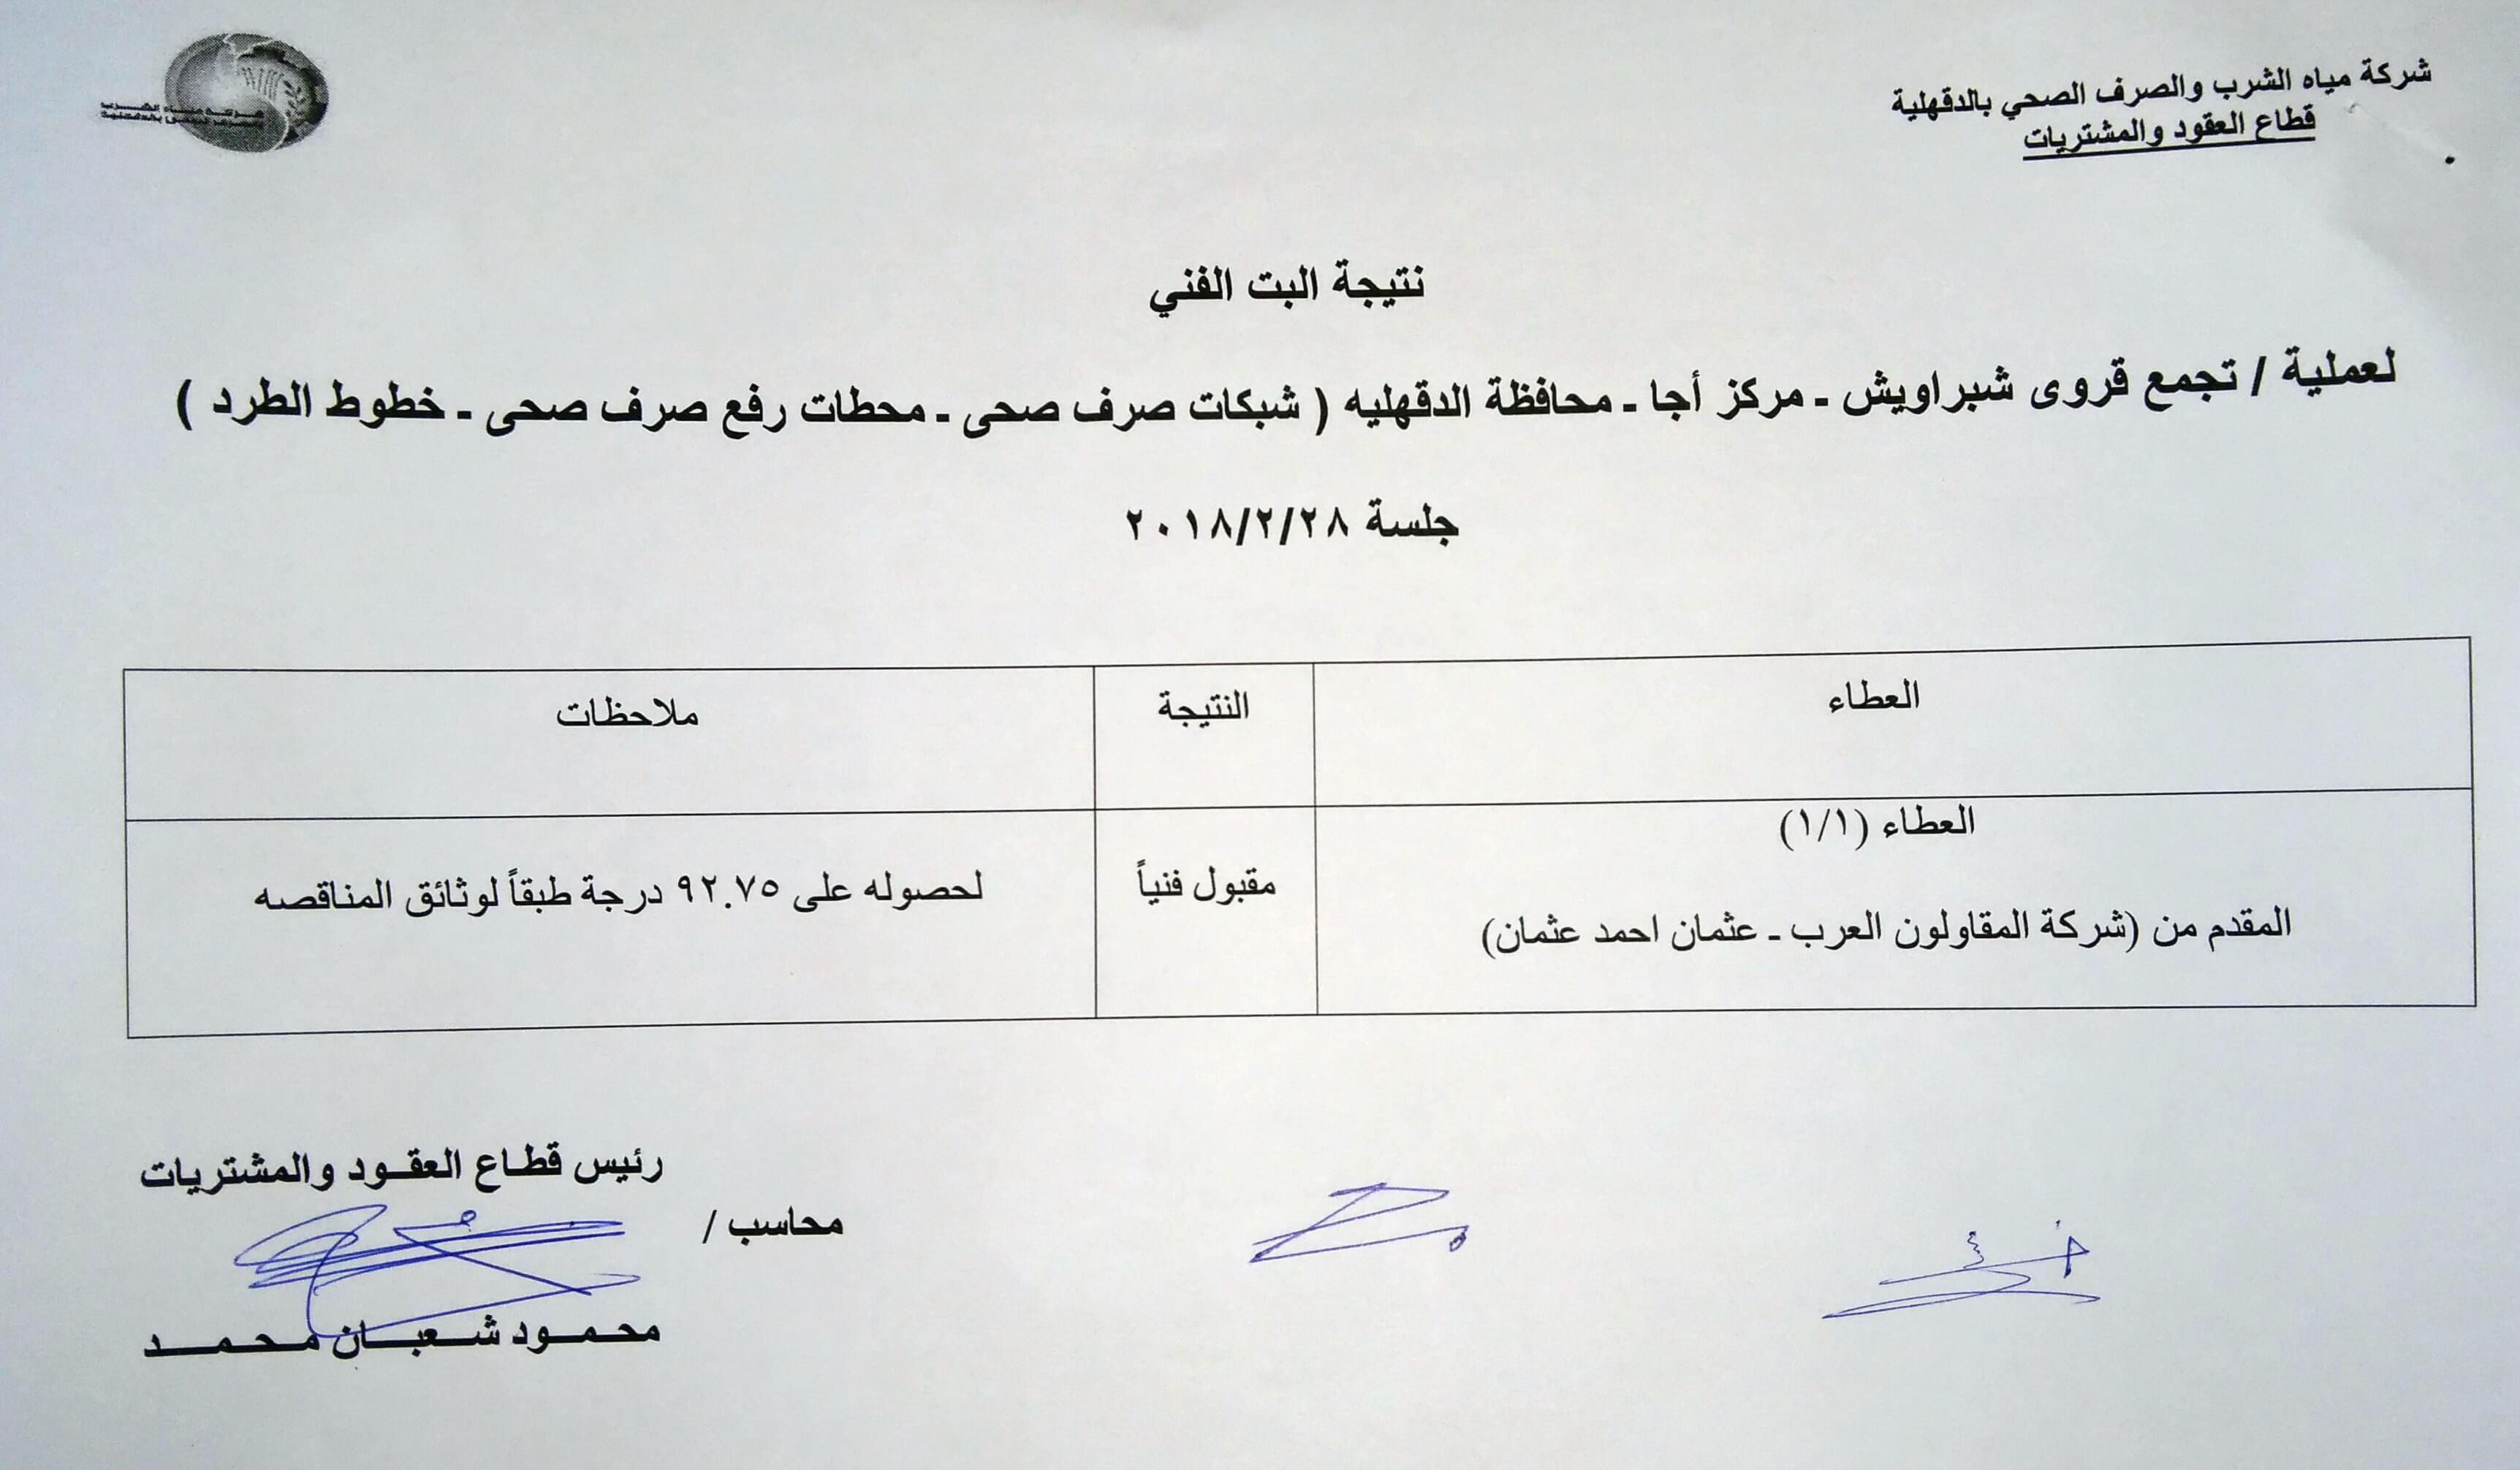 شركة مياه الشرب والصرف الصحي بالدقهلية
قطاع العقود والمشتريات
نتيجة البت الفني
لعملية / تجمع قروى شبراويش - مركز أجا - محافظة الدقهليه ( شبكات صرف صحى - محطات رفع صرف صحى - خطوط الطرد )
جلسة ٢٠١٨/٢/٢٨
العطاء
النتيجة
ملاحظات
العطاء (١/١)
المقدم من (شركة المقاولون العرب - عثمان احمد عثمان)
مقبول فنياً
لحصوله على ٩٢.٧٥ درجة طبقاً لوثائق المناقصه
رئيس قطاع العقود والمشتريات
محاسب /
محمود شعبان محمد